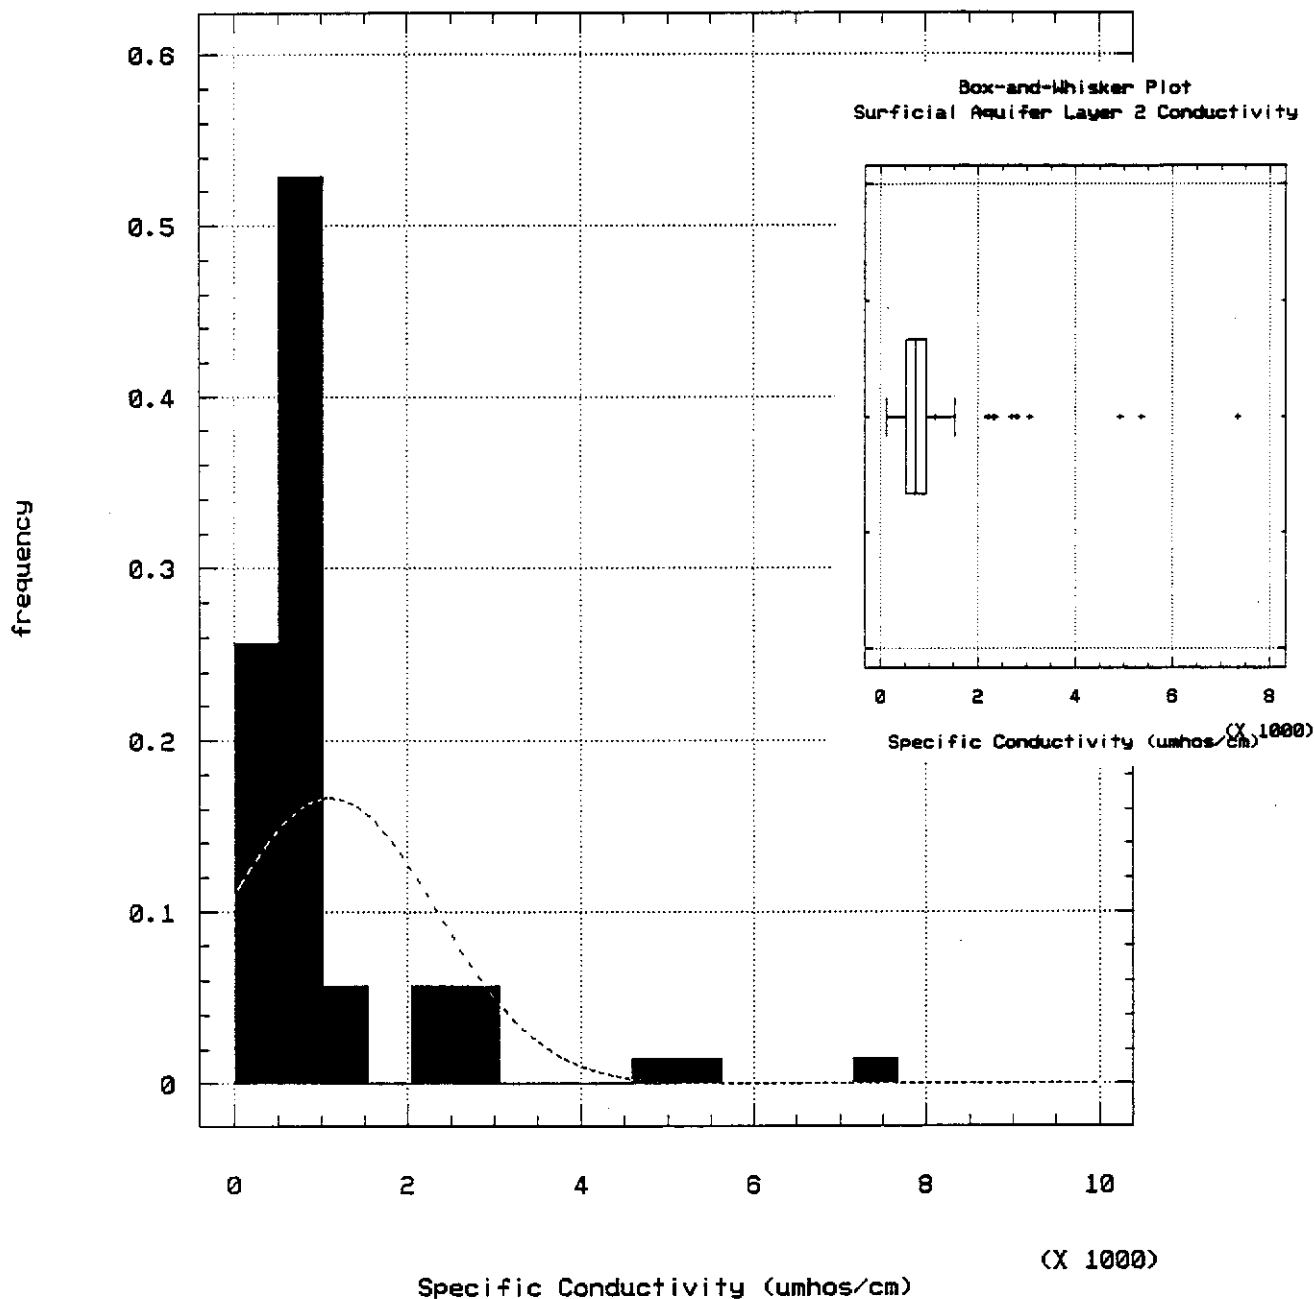 0.6
0.5
0.4
0.3
0.2
0.1
0
frequency
0 2 4 6 8 10
(X 1000)
Specific Conductivity (umhos/cm)
Box-and-Whisker Plot
Surficial Aquifer Layer 2 Conductivity
0 2 4 6 8
(X 1000)
Specific Conductivity (umhos/cm)